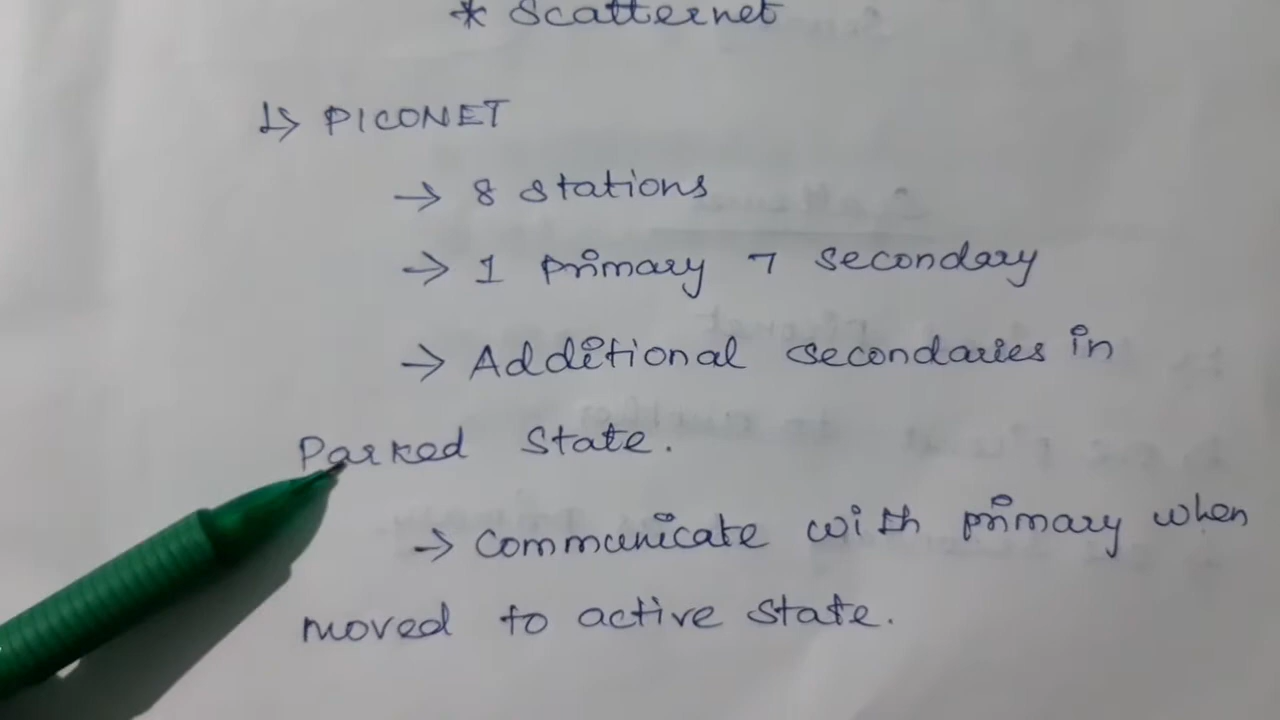 * Scatternet
1> PICONET
→ 8 stations
→ 1 primary 7 secondary
→ Additional secondaries in
Parked State.
→ Communicate with primary when
moved to active state.